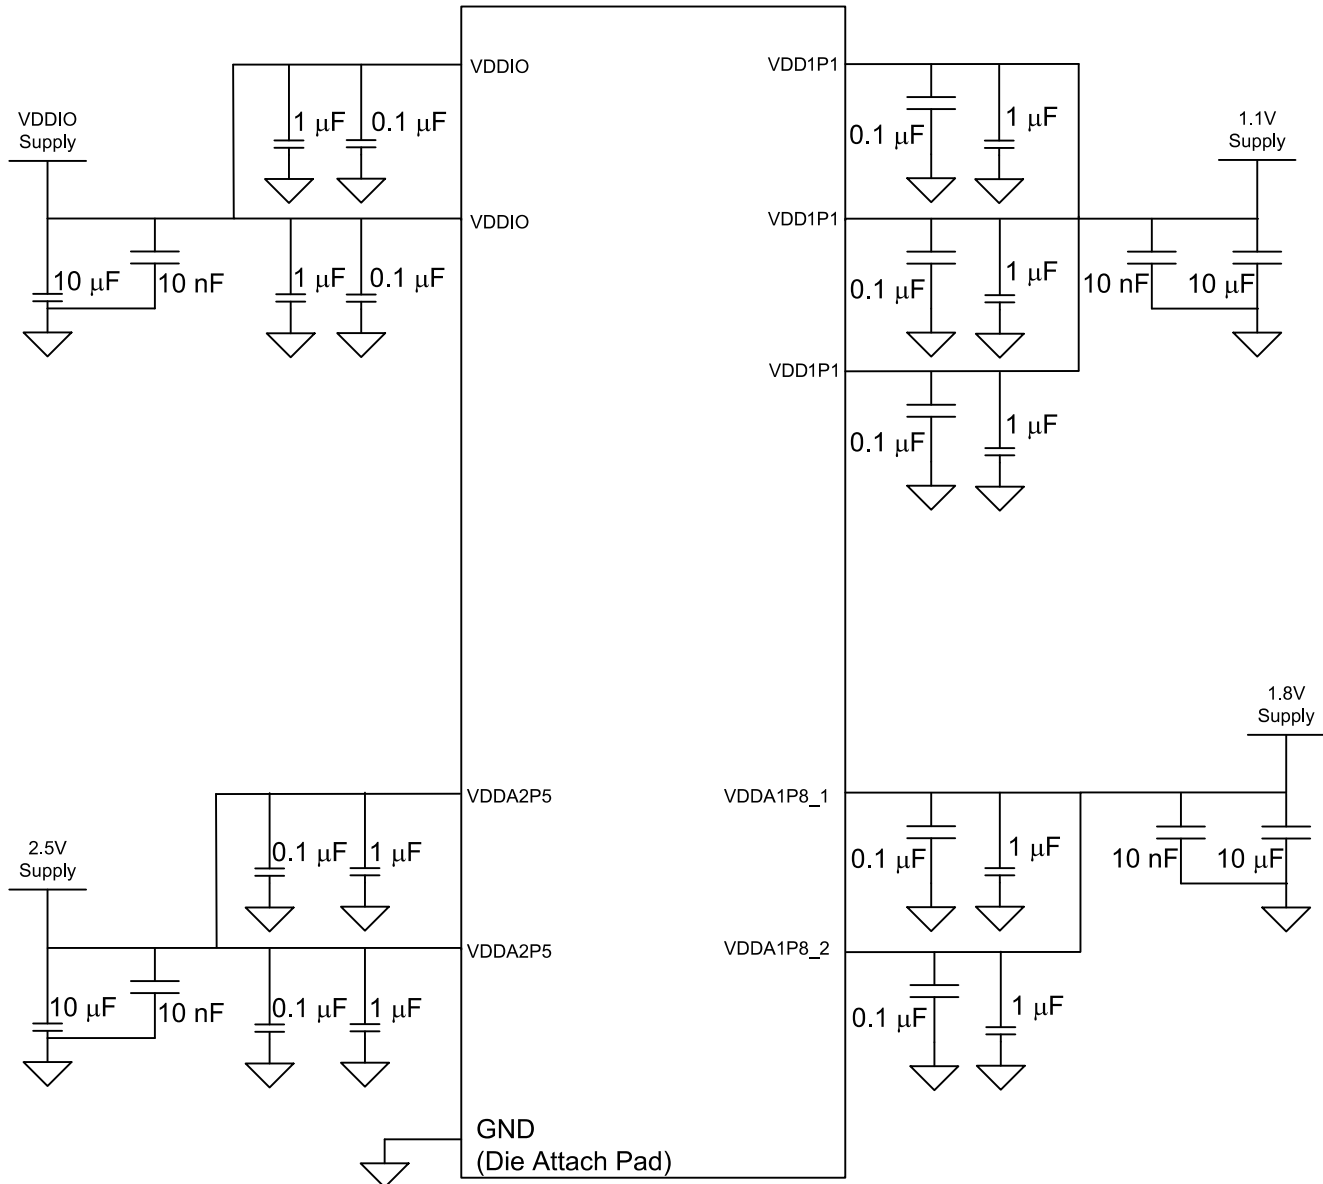 VDDIO
VDD1P1
1 μF
0.1 μF
0.1 μF
1 μF
VDDIO
Supply
1.1V
Supply
VDDIO
VDD1P1
10 μF
10 nF
1 μF
0.1 μF
0.1 μF
1 μF
10 nF
10 μF
VDD1P1
0.1 μF
1 μF
1.8V
Supply
VDDA2P5
VDDA1P8_1
2.5V
Supply
0.1 μF
1 μF
0.1 μF
1 μF
10 nF
10 μF
VDDA2P5
VDDA1P8_2
10 μF
10 nF
0.1 μF
1 μF
0.1 μF
1 μF
GND
(Die Attach Pad)